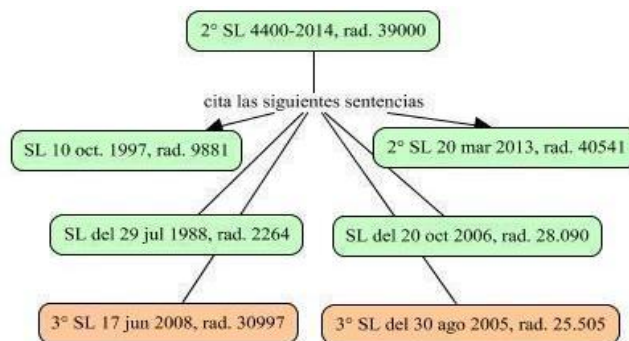 2° SL 4400-2014, rad. 39000
cita las siguientes sentencias
SL 10 oct. 1997, rad. 9881
2° SL 20 mar 2013, rad. 40541
SL del 29 jul 1988, rad. 2264
SL del 20 oct 2006, rad. 28.090
3° SL 17 jun 2008, rad. 30997
3° SL del 30 ago 2005, rad. 25.505